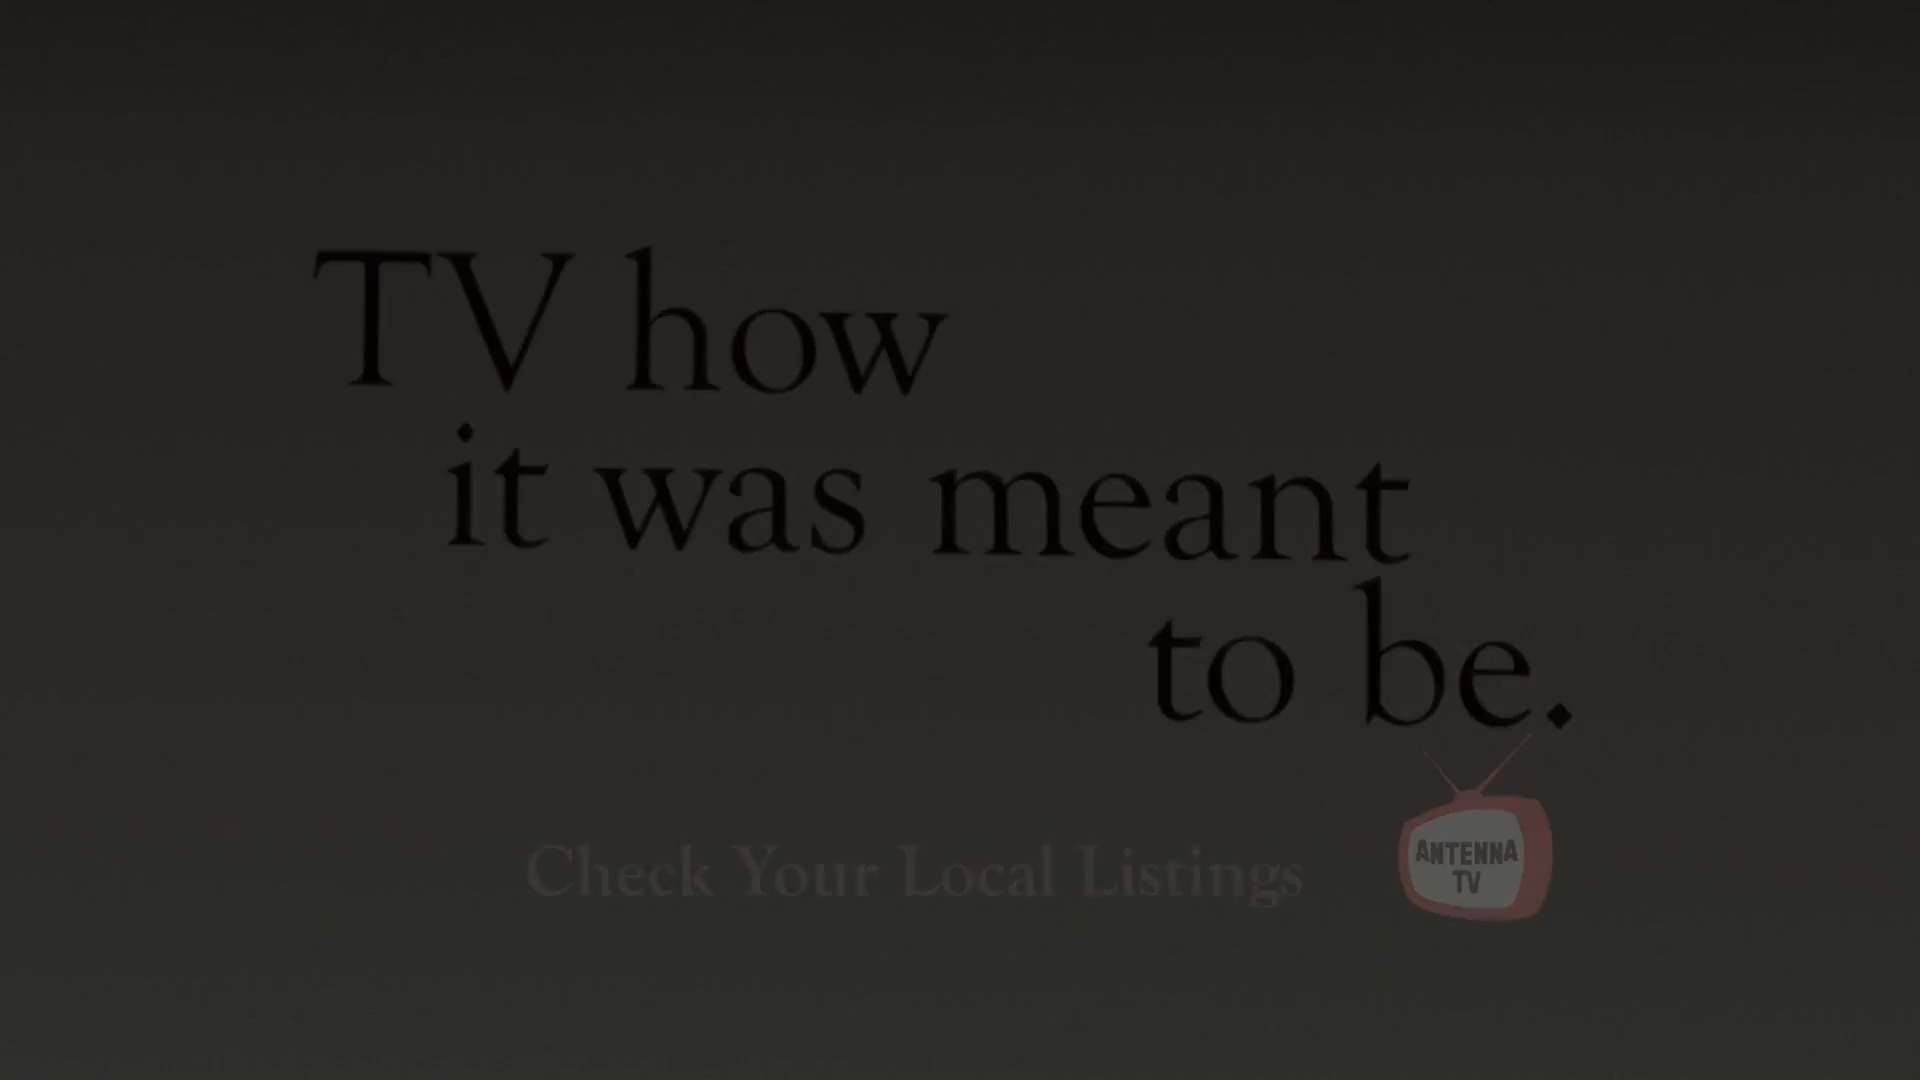 TV how
it was meant
to be.
Check Your Local Listings
ANTENNA
TV